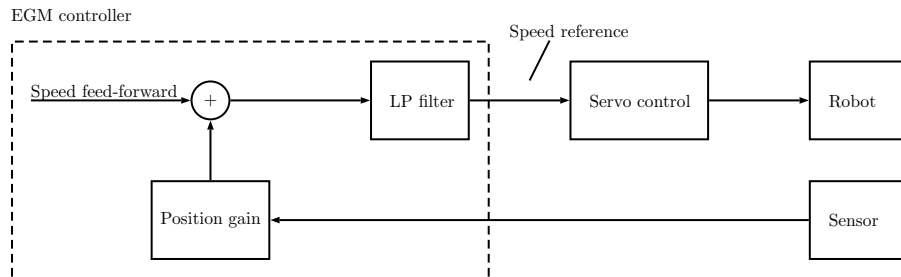 EGM controller
Speed reference
Speed feed-forward
+
LP filter
Servo control
Robot
Position gain
Sensor